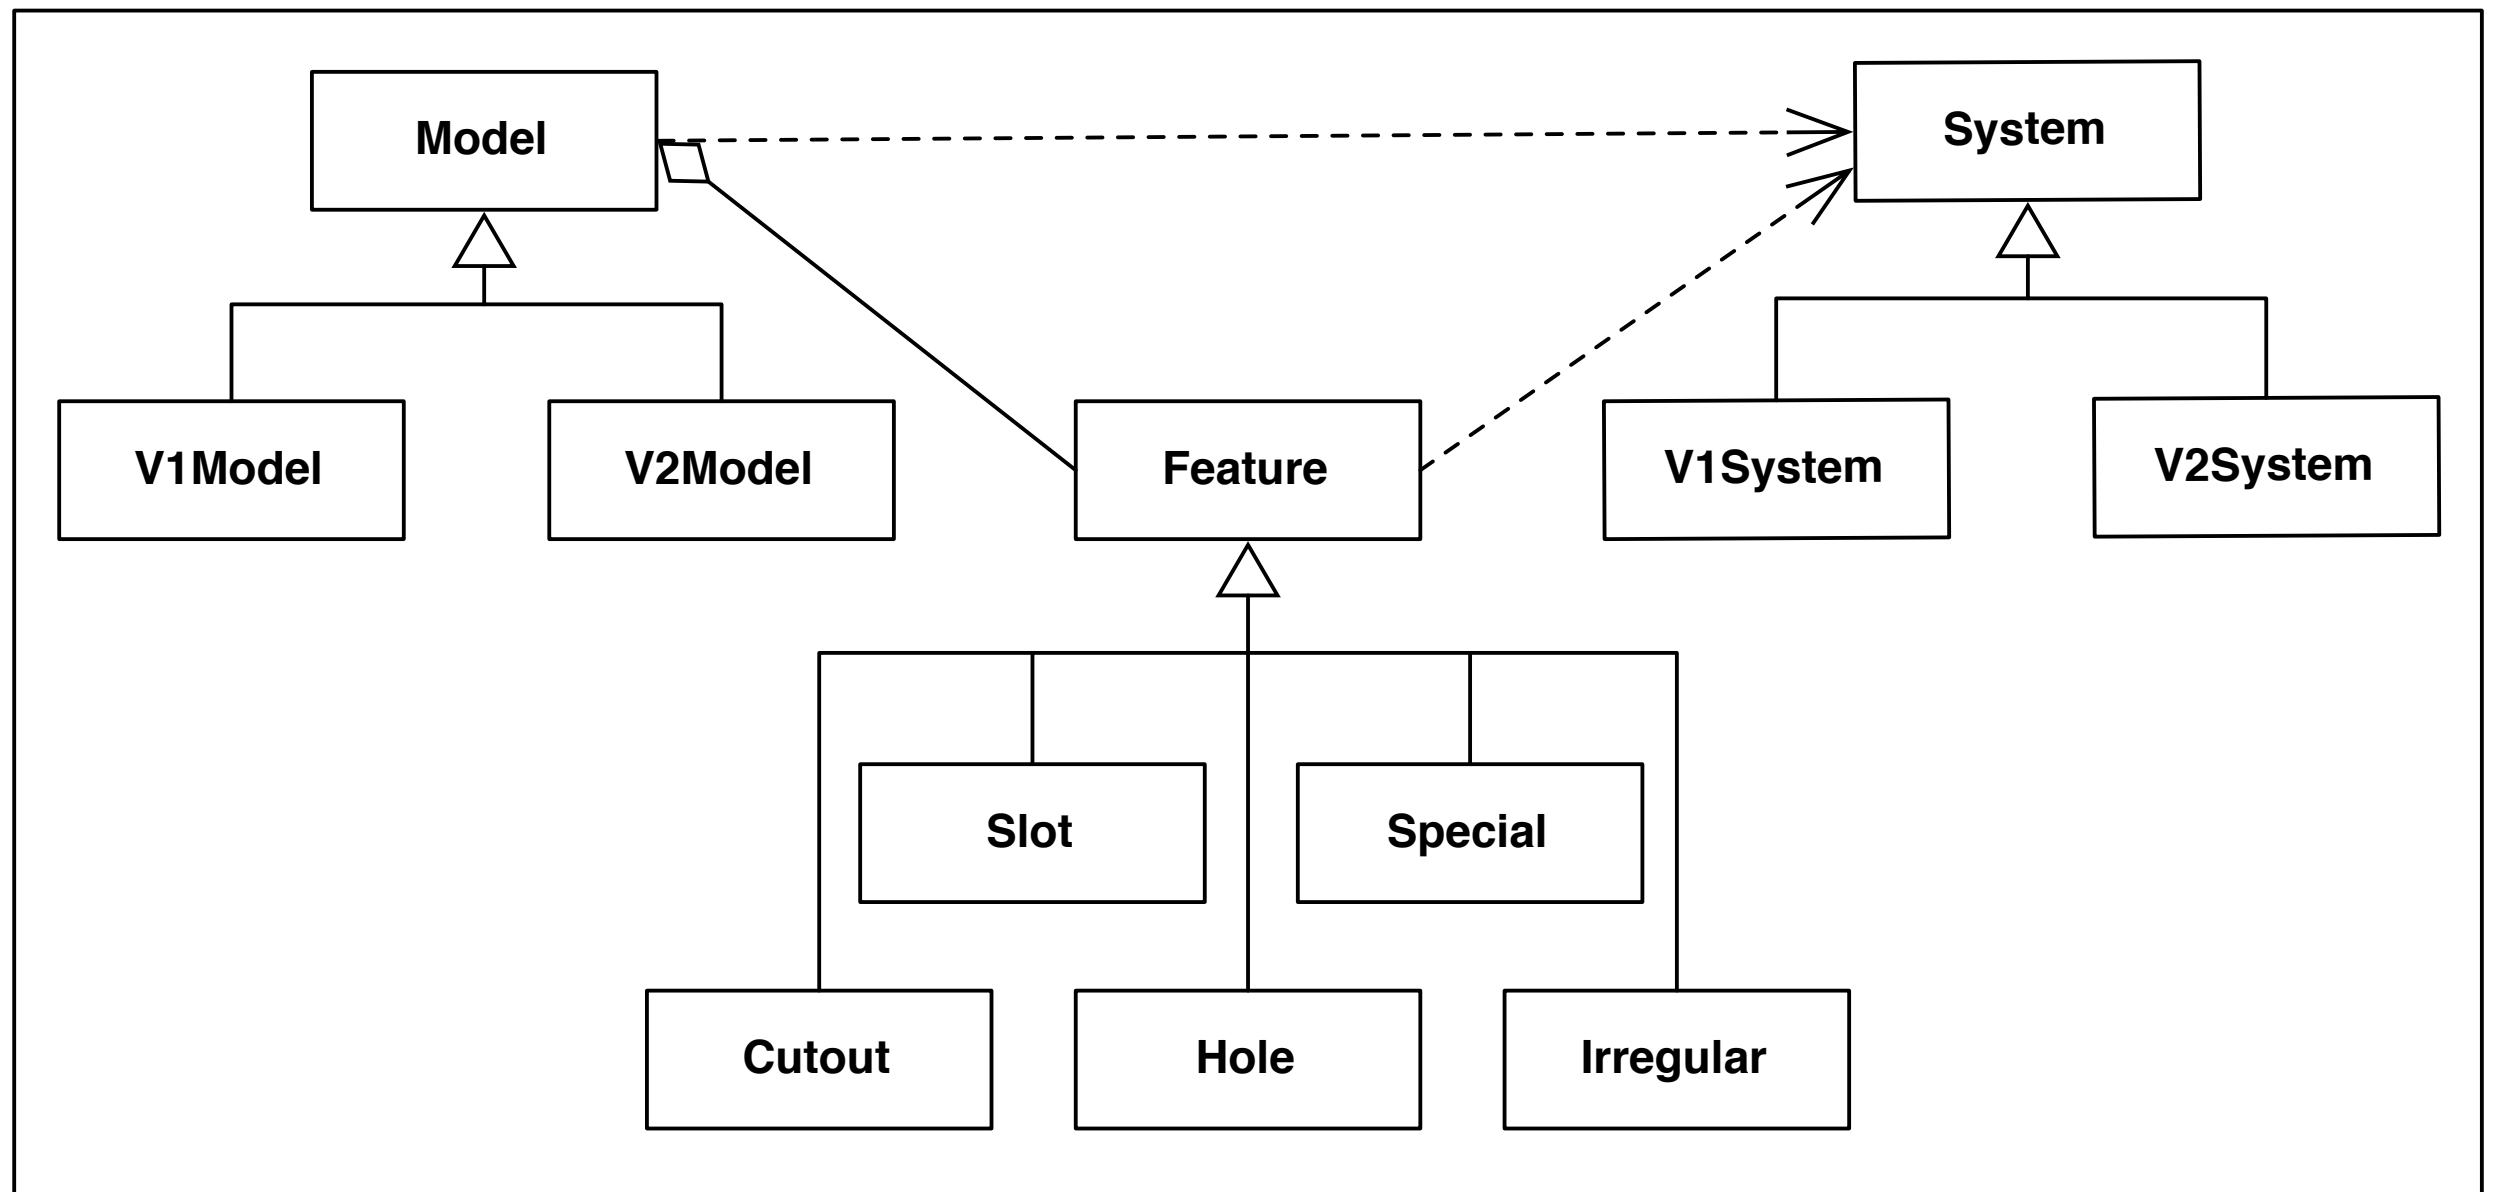 Model
System
V1Model
V2Model
Feature
V1System
V2System
Slot
Special
Cutout
Hole
Irregular